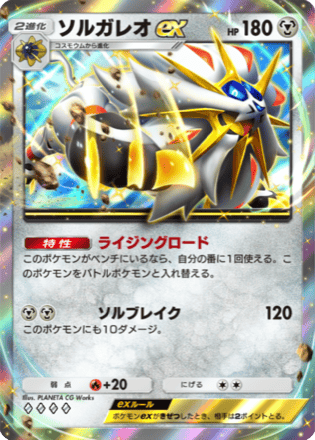 2進化
ソルガレオex
HP 180
コスモウムから進化
特性 ライジングロード
このポケモンがベンチにいるなら、自分の番に1回使える。こ
のポケモンをバトルポケモンと入れ替える。
ソルブレイク 120
このポケモンにも10ダメージ。
弱点 +20 にげる
Illus. PLANETA CG Works
exルール
ポケモンexがきぜつしたとき、相手は2ポイントとる。